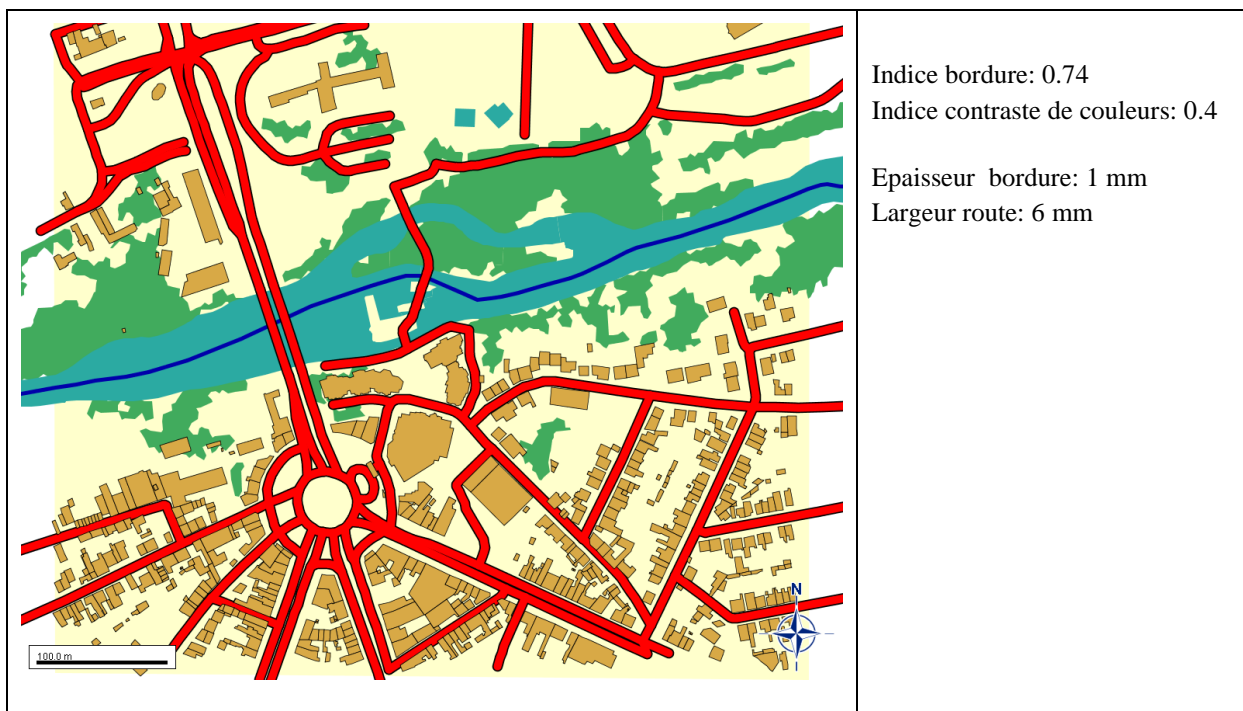 Indice bordure: 0.74
Indice contraste de couleurs: 0.4
Epaisseur bordure: 1 mm
Largeur route: 6 mm
N
100.0 m